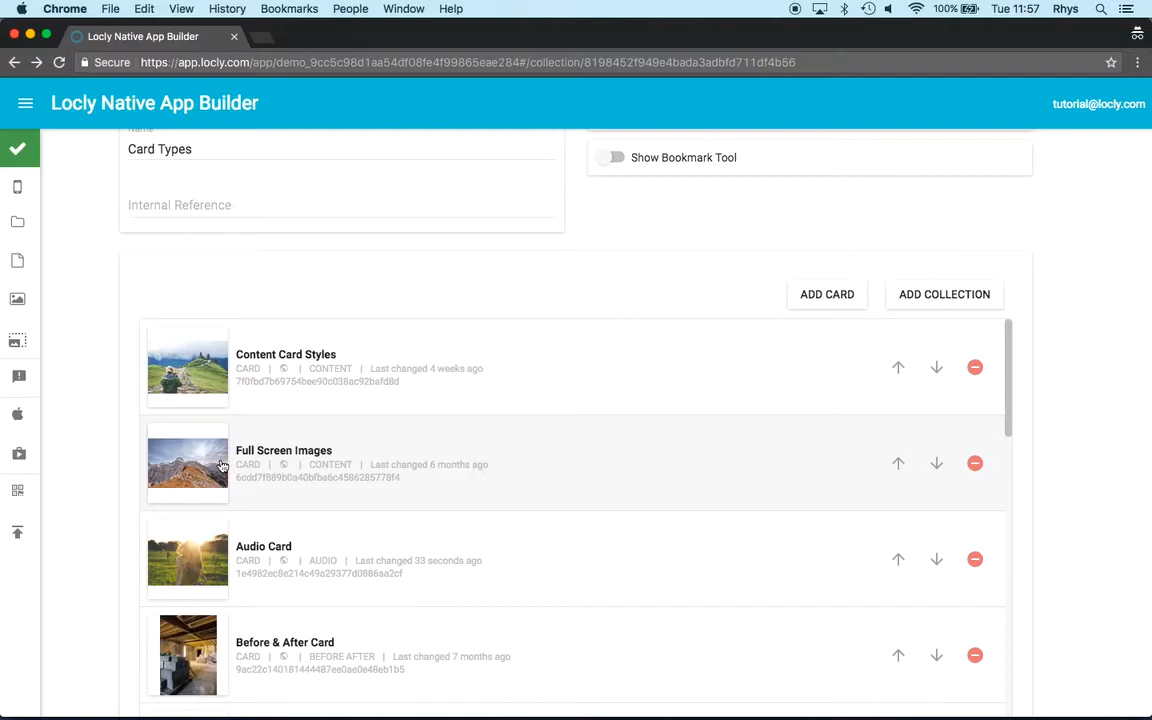 Chrome File Edit View History Bookmarks People Window Help 100% Tue 11:57 Rhys
Locly Native App Builder
Secure https://app.locly.com/app/demo_9cc5c98d1aa54df08fe4f99865eae284#/collection/8198452f949e4bada3adbfd711df4b56
Locly Native App Builder tutorial@locly.com
Name
Card Types
Show Bookmark Tool
Internal Reference
ADD CARD ADD COLLECTION
Content Card Styles
CARD | | CONTENT | Last changed 4 weeks ago
7f0fbd7b69754bee90c038ac92bafd8d
Full Screen Images
CARD | | CONTENT | Last changed 6 months ago
6cdd7f889b0a40bfba6c4586285778f4
Audio Card
CARD | | AUDIO | Last changed 33 seconds ago
1e4982ec8e214c49a29377d0886aa2cf
Before & After Card
CARD | | BEFORE AFTER | Last changed 7 months ago
9ac22c140181444487ee0ae0e48eb1b5